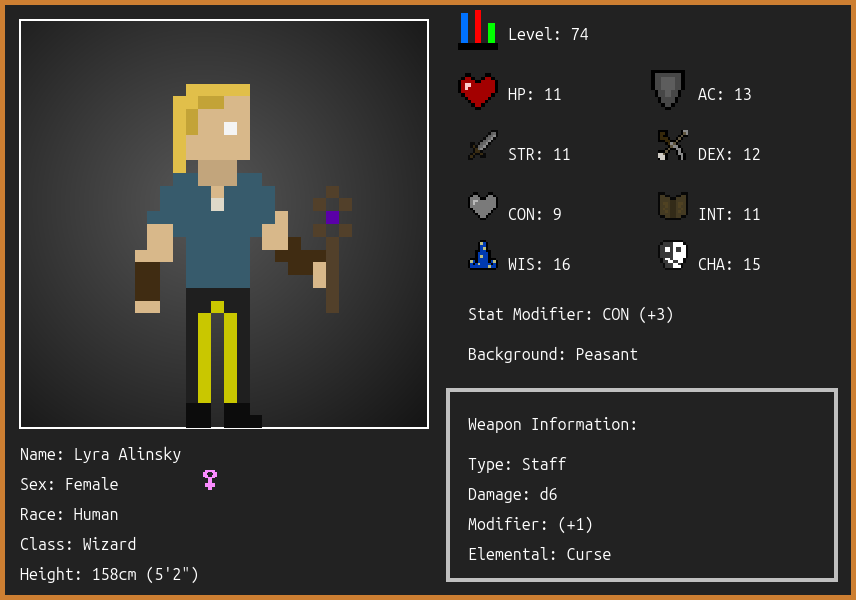 Level: 74
HP: 11
AC: 13
STR: 11
DEX: 12
CON: 9
INT: 11
WIS: 16
CHA: 15
Stat Modifier: CON (+3)
Background: Peasant
Weapon Information:
Type: Staff
Damage: d6
Modifier: (+1)
Elemental: Curse
Name: Lyra Alinsky
Sex: Female
Race: Human
Class: Wizard
Height: 158cm (5'2")